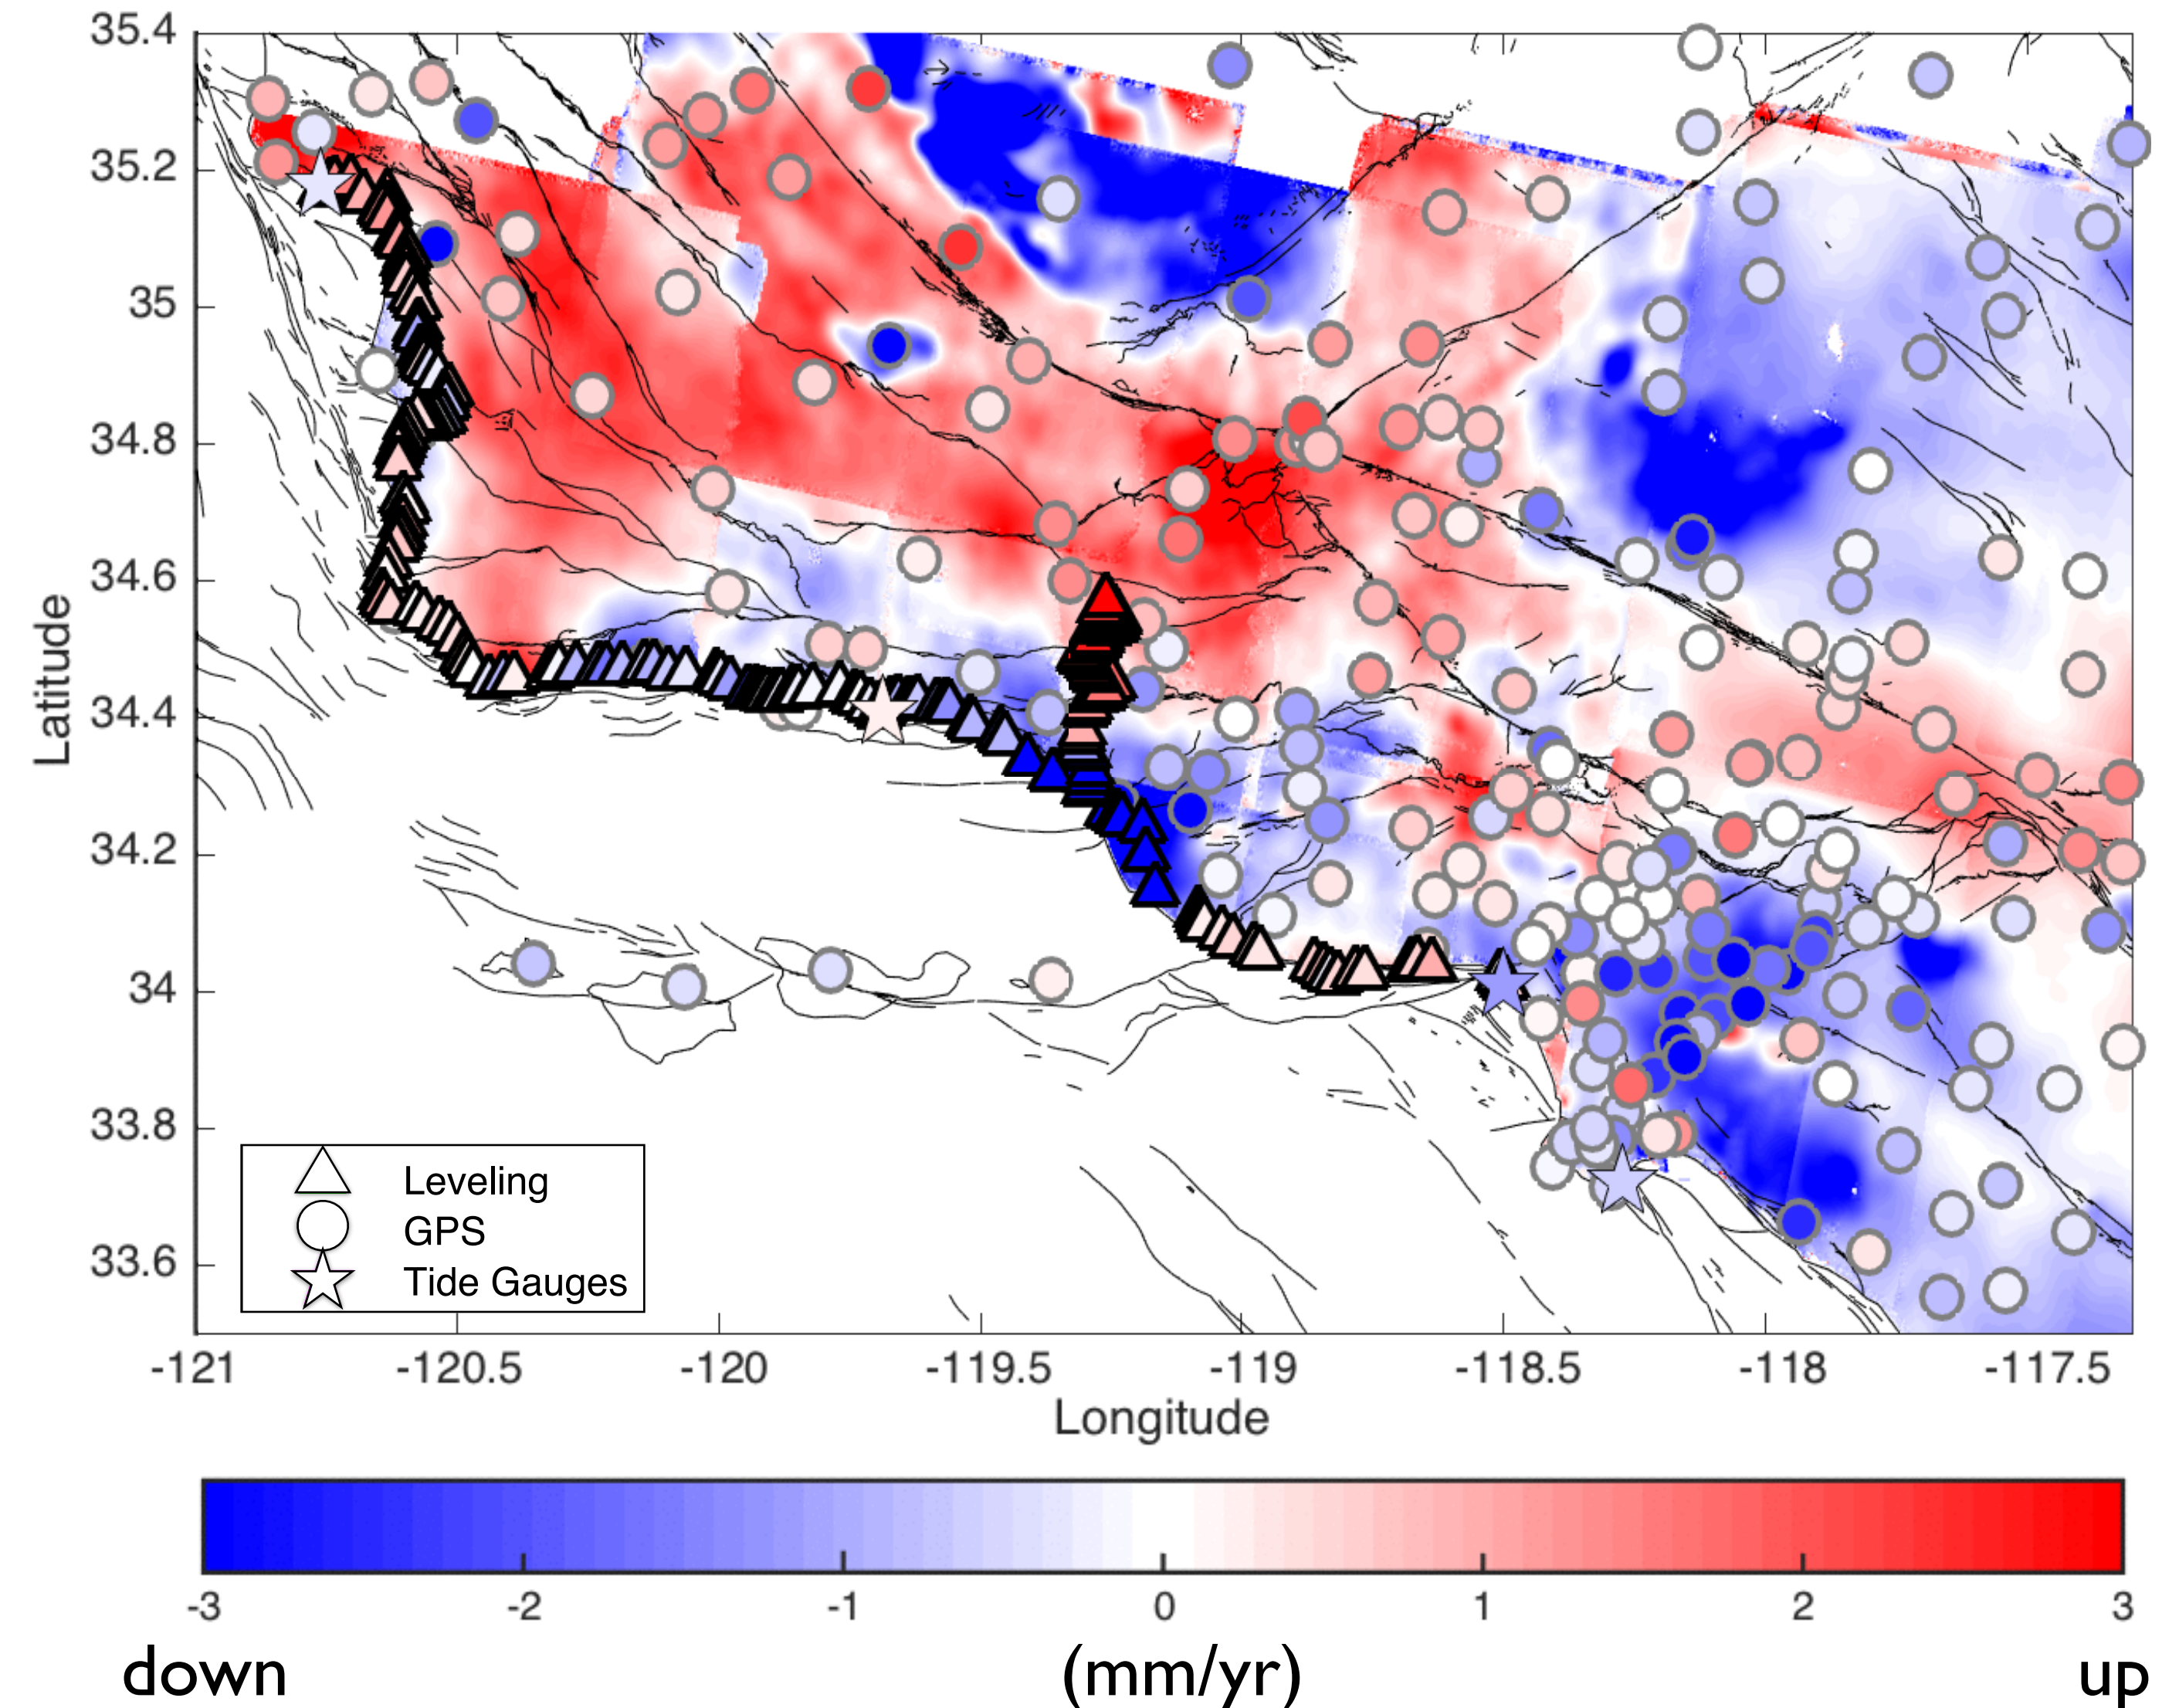 35.4
35.2
35
34.8
34.6
34.4
34.2
34
33.8
33.6
Latitude
Leveling
GPS
Tide Gauges
-121 -120.5 -120 -119.5 -119 -118.5 -118 -117.5
Longitude
-3 -2 -1 0 1 2 3
down (mm/yr) up